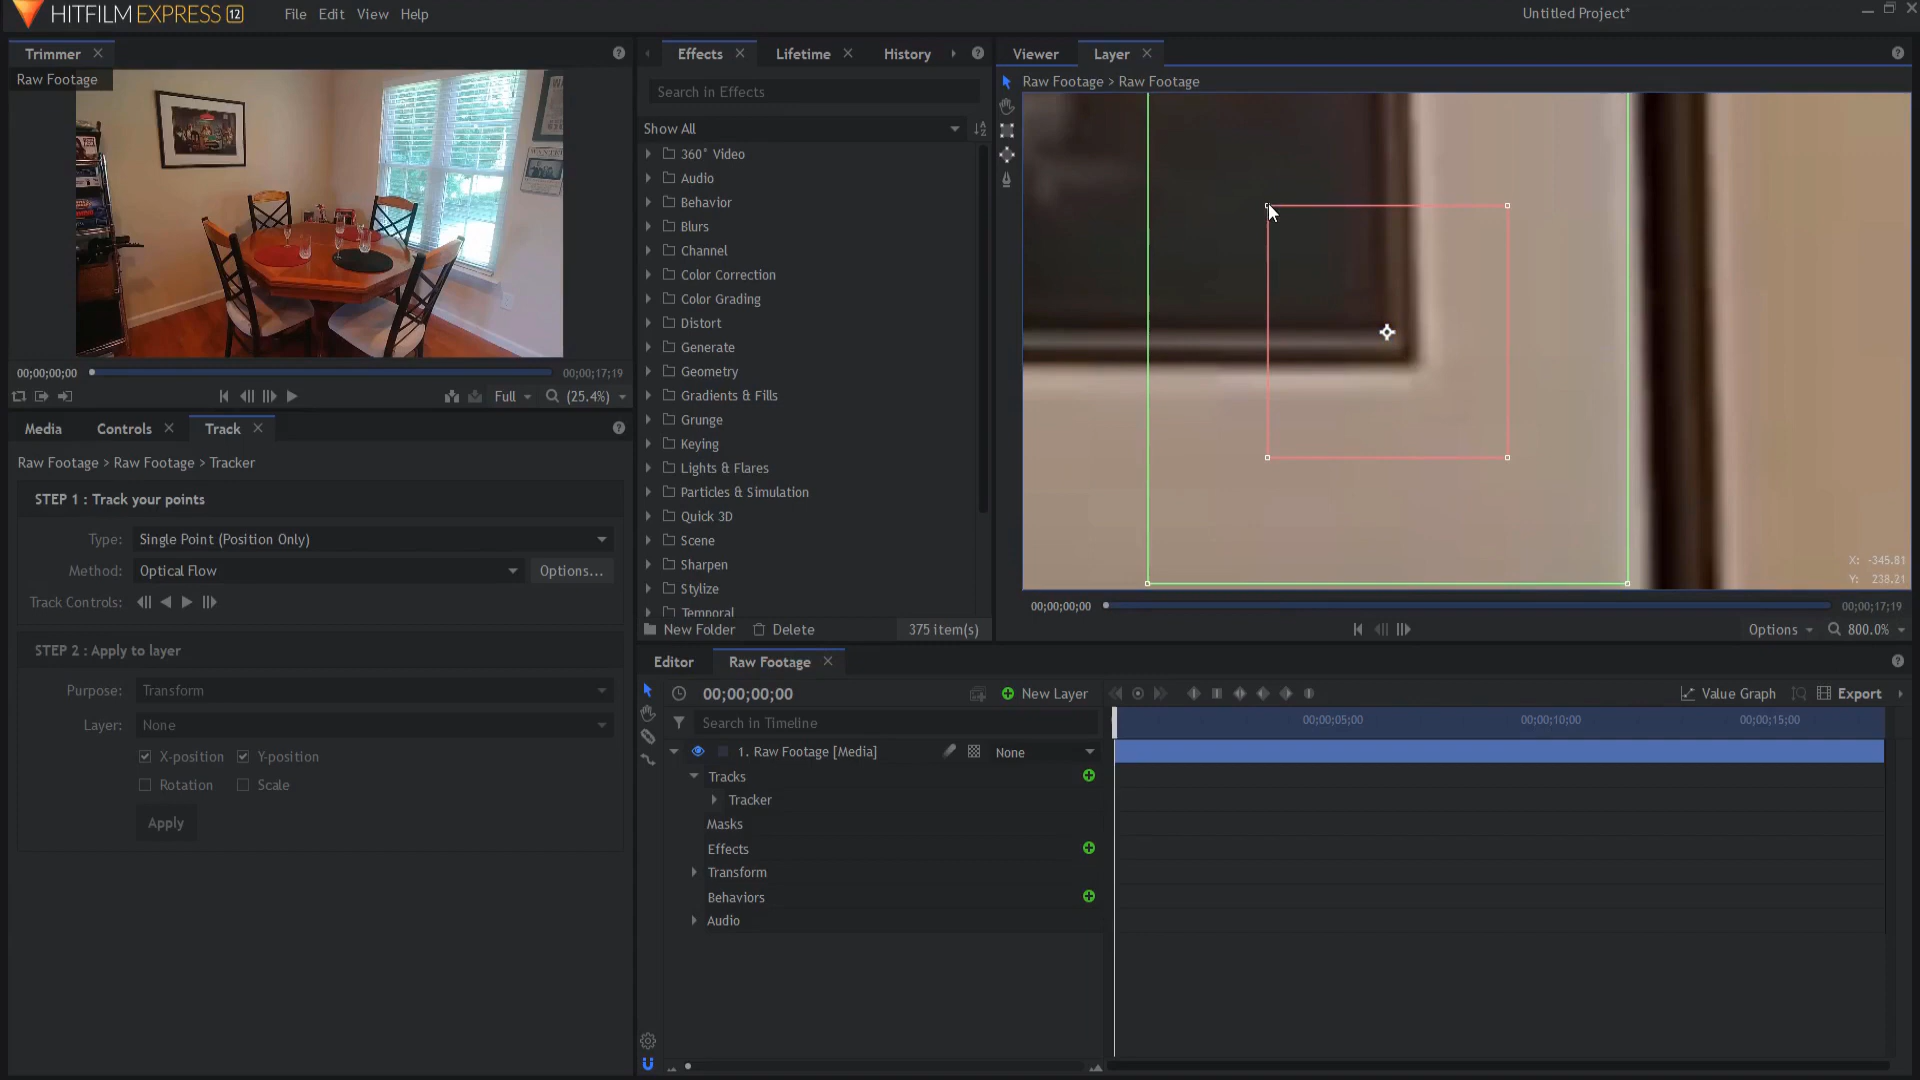 HITFILM EXPRESS 12
File Edit View Help
Untitled Project*
Trimmer
Raw Footage
00;00;00;00
00;00;17;19
Full
(25.4%)
Media
Controls
Track
Raw Footage > Raw Footage > Tracker
STEP 1 : Track your points
Type: Single Point (Position Only)
Method: Optical Flow Options...
Track Controls:
STEP 2 : Apply to layer
Purpose: Transform
Layer: None
X-position Y-position
Rotation Scale
Apply
Effects
Lifetime
History
Search in Effects
Show All
360° Video
Audio
Behavior
Blurs
Channel
Color Correction
Color Grading
Distort
Generate
Geometry
Gradients & Fills
Grunge
Keying
Lights & Flares
Particles & Simulation
Quick 3D
Scene
Sharpen
Stylize
Temporal
New Folder Delete 375 item(s)
Viewer
Layer
Raw Footage > Raw Footage
X: -345.81
Y: 238.21
00;00;00;00
00;00;17;19
Options
800.0%
Editor
Raw Footage
00;00;00;00
New Layer
Value Graph
Export
Search in Timeline
00;00;05;00
00;00;10;00
00;00;15;00
1. Raw Footage [Media]
None
Tracks
Tracker
Masks
Effects
Transform
Behaviors
Audio